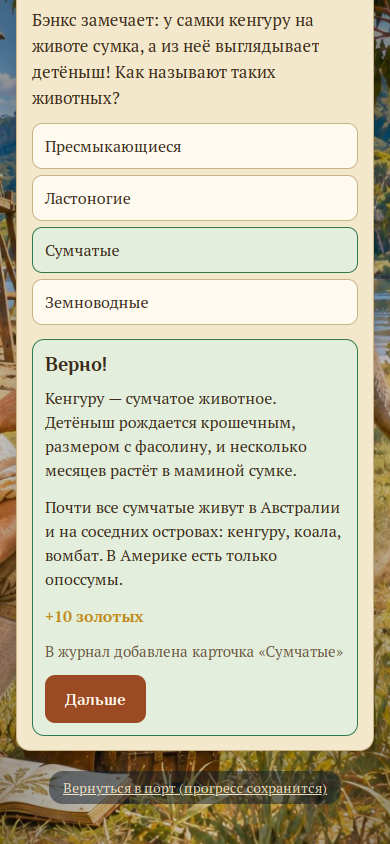 Бэнкс замечает: у самки кенгуру на
животе сумка, а из неё выглядывает
детёныш! Как называют таких
животных?
Пресмыкающиеся
Ластоногие
Сумчатые
Земноводные
Верно!
Кенгуру — сумчатое животное.
Детёныш рождается крошечным,
размером с фасолину, и несколько
месяцев растёт в маминой сумке.
Почти все сумчатые живут в Австралии
и на соседних островах: кенгуру, коала,
вомбат. В Америке есть только
опоссумы.
+10 золотых
В журнал добавлена карточка «Сумчатые»
Дальше
Вернуться в порт (прогресс сохранится)